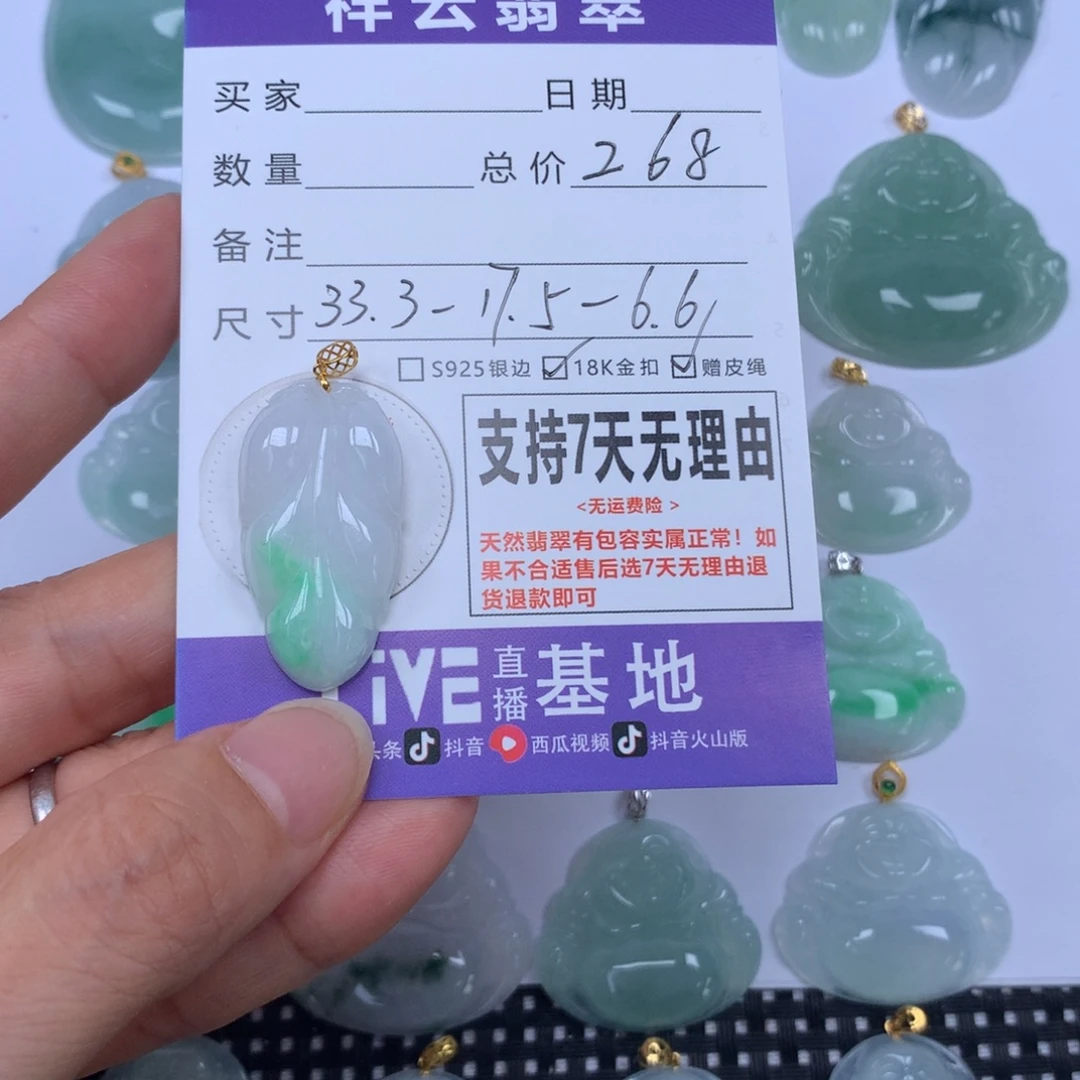 祥云翡翠
买家 日期
数量 总价 268
备注
尺寸 33.3-17.5-6.6
S925银边 18K金扣 赠皮绳
支持7天无理由
<无运费险>
天然翡翠有包容实属正常！如
果不合适售后选7天无理由退
货退款即可
LiVE 直播 基地
头条 抖音 西瓜视频 抖音火山版